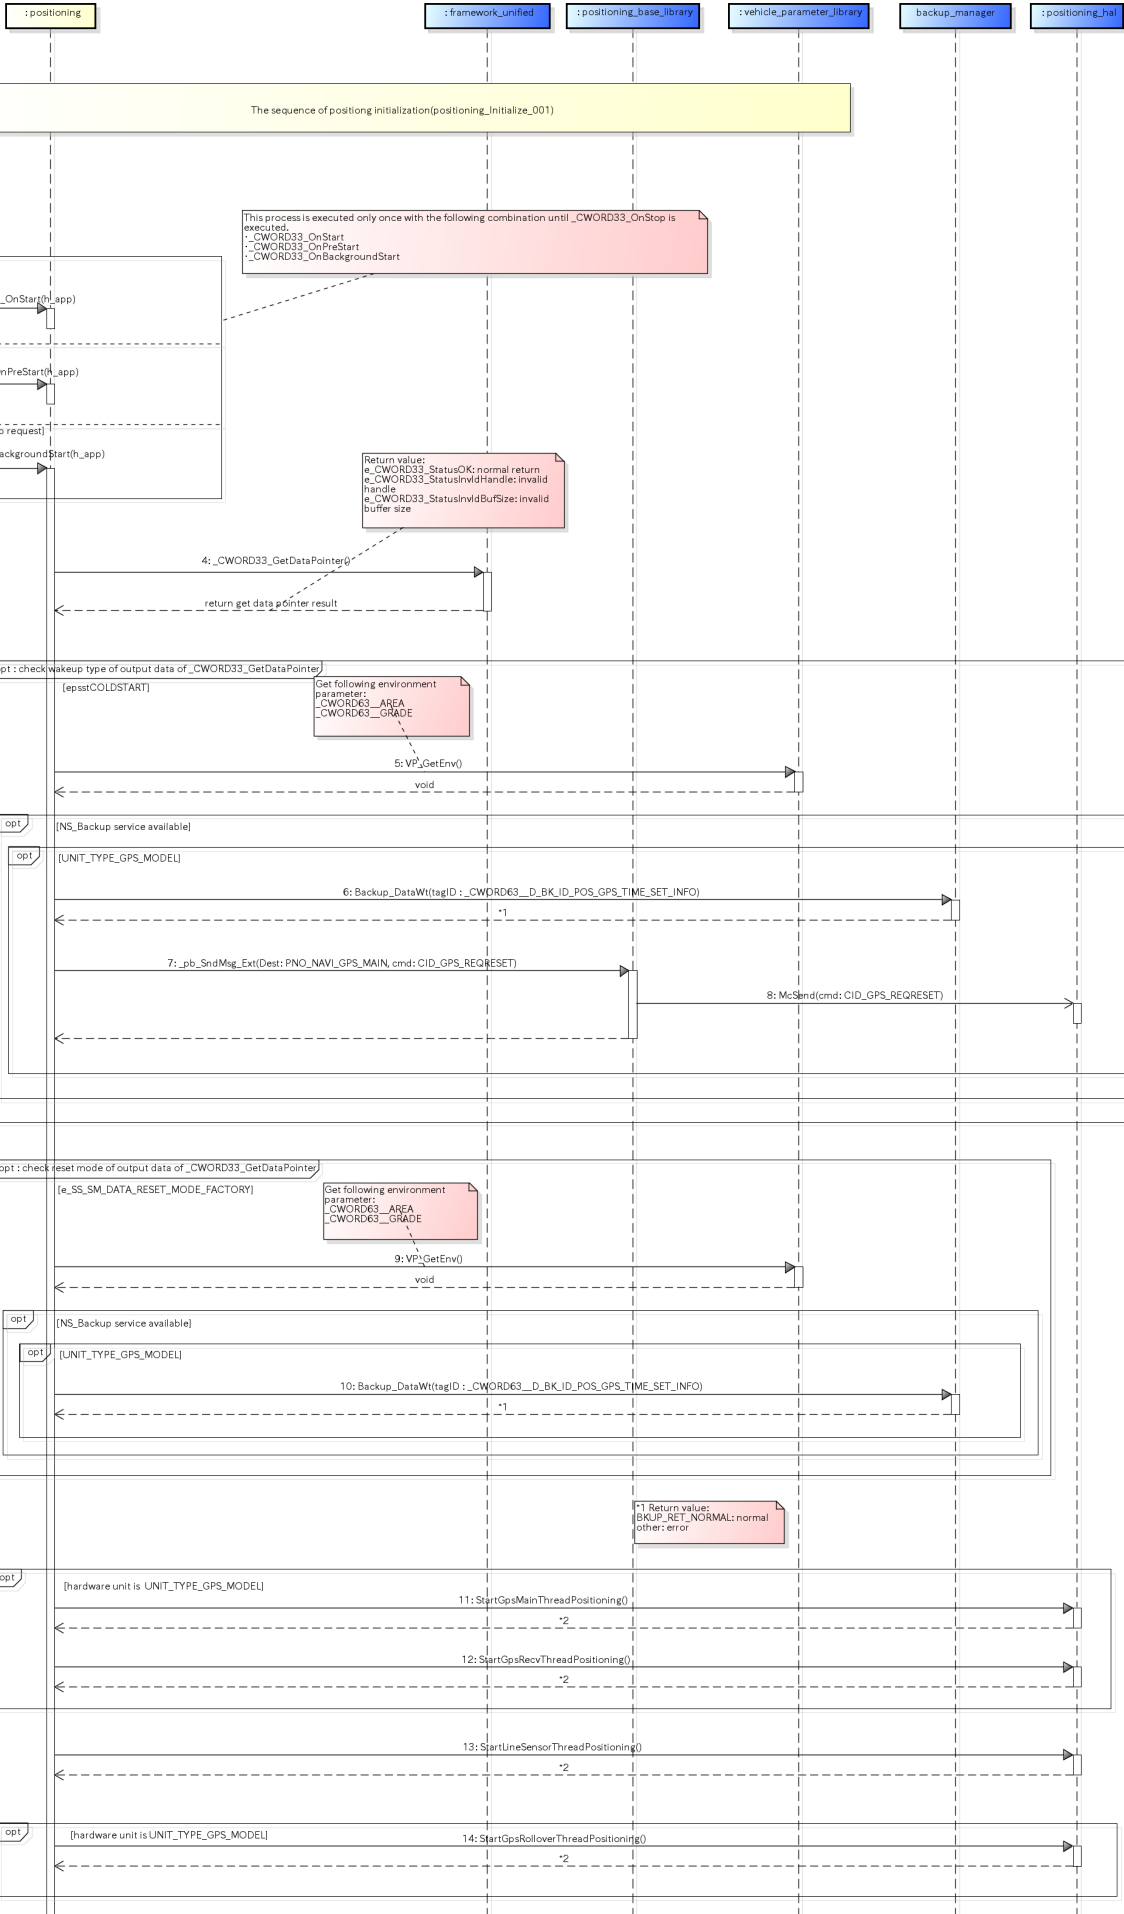 : positioning
: framework_unified
: positioning_base_library
: vehicle_parameter_library
backup_manager
: positioning_hal
The sequence of positiong initialization(positioning_Initialize_001)
This process is executed only once with the following combination until _CWORD33_OnStop is
executed.
・_CWORD33_OnStart
・_CWORD33_OnPreStart
・_CWORD33_OnBackgroundStart
_OnStart(h_app)
nPreStart(h_app)
request]
ackgroundStart(h_app)
Return value:
e_CWORD33_StatusOK: normal return
e_CWORD33_StatusInvldHandle: invalid
handle
e_CWORD33_StatusInvldBufSize: invalid
buffer size
4: _CWORD33_GetDataPointer()
return get data pointer result
pt : check wakeup type of output data of _CWORD33_GetDataPointer
[epsstCOLDSTART]
Get following environment
parameter:
_CWORD63__AREA
_CWORD63__GRADE
5: VP_GetEnv()
void
opt
[NS_Backup service available]
opt
[UNIT_TYPE_GPS_MODEL]
6: Backup_DataWt(tagID : _CWORD63__D_BK_ID_POS_GPS_TIME_SET_INFO)
*1
7: _pb_SndMsg_Ext(Dest: PNO_NAVI_GPS_MAIN, cmd: CID_GPS_REQRESET)
8: McSend(cmd: CID_GPS_REQRESET)
opt : check reset mode of output data of _CWORD33_GetDataPointer
[e_SS_SM_DATA_RESET_MODE_FACTORY]
Get following environment
parameter:
_CWORD63__AREA
_CWORD63__GRADE
9: VP_GetEnv()
void
opt
[NS_Backup service available]
opt
[UNIT_TYPE_GPS_MODEL]
10: Backup_DataWt(tagID : _CWORD63__D_BK_ID_POS_GPS_TIME_SET_INFO)
*1
*1 Return value:
BKUP_RET_NORMAL: normal
other: error
opt
[hardware unit is UNIT_TYPE_GPS_MODEL]
11: StartGpsMainThreadPositioning()
*2
12: StartGpsRecvThreadPositioning()
*2
13: StartLineSensorThreadPositioning()
*2
opt
[hardware unit is UNIT_TYPE_GPS_MODEL]
14: StartGpsRolloverThreadPositioning()
*2